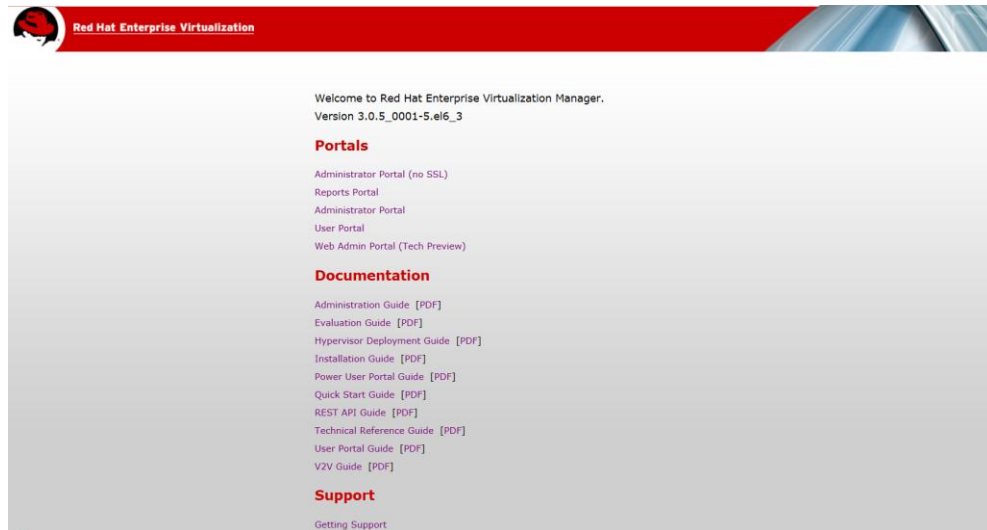 Red Hat Enterprise Virtualization
Welcome to Red Hat Enterprise Virtualization Manager.
Version 3.0.5_0001-5.el6_3
Portals
Administrator Portal (no SSL)
Reports Portal
Administrator Portal
User Portal
Web Admin Portal (Tech Preview)
Documentation
Administration Guide [PDF]
Evaluation Guide [PDF]
Hypervisor Deployment Guide [PDF]
Installation Guide [PDF]
Power User Portal Guide [PDF]
Quick Start Guide [PDF]
REST API Guide [PDF]
Technical Reference Guide [PDF]
User Portal Guide [PDF]
V2V Guide [PDF]
Support
Getting Support